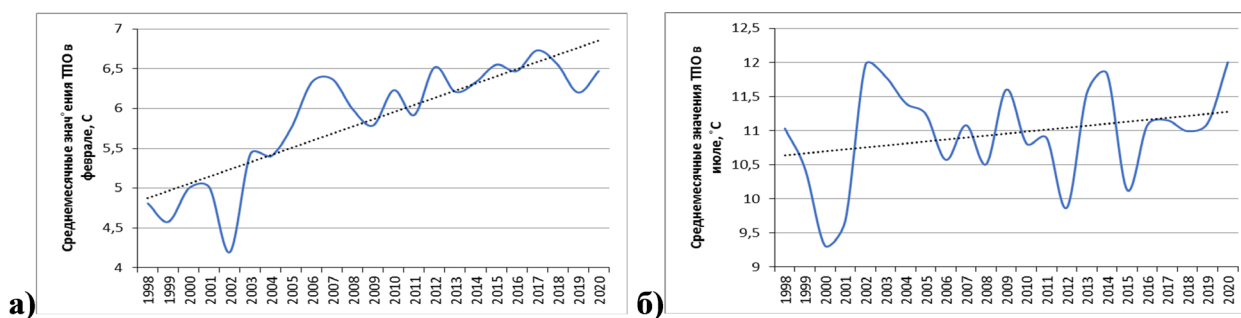 Среднемесячные знач˚ения ТПО в
феврале, С
7
6,5
6
5,5
5
4,5
4
1998 1999 2000 2001 2002 2003 2004 2005 2006 2007 2008 2009 2010 2011 2012 2013 2014 2015 2016 2017 2018 2019 2020
а)
Среднемесячные значения ТПО в
июле, ˚С
12,5
12
11,5
11
10,5
10
9,5
9
1998 1999 2000 2001 2002 2003 2004 2005 2006 2007 2008 2009 2010 2011 2012 2013 2014 2015 2016 2017 2018 2019 2020
б)